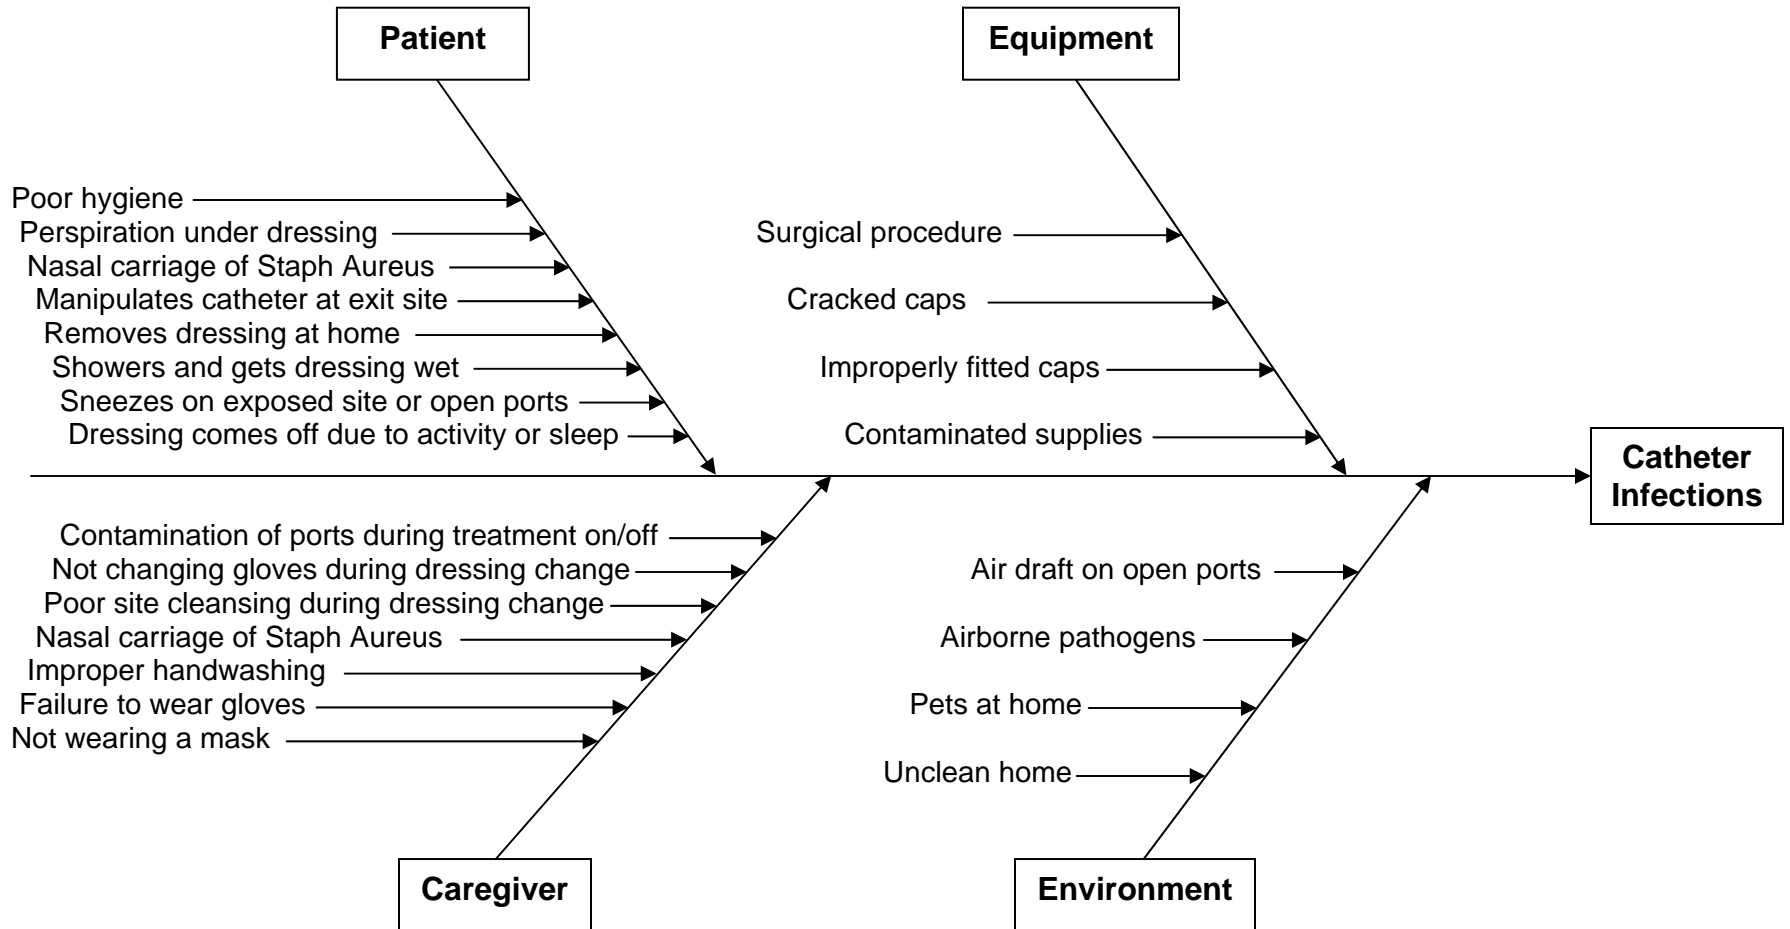 Patient
Equipment
Poor hygiene
Perspiration under dressing
Nasal carriage of Staph Aureus
Manipulates catheter at exit site
Removes dressing at home
Showers and gets dressing wet
Sneezes on exposed site or open ports
Dressing comes off due to activity or sleep
Surgical procedure
Cracked caps
Improperly fitted caps
Contaminated supplies
Catheter
Infections
Contamination of ports during treatment on/off
Not changing gloves during dressing change
Poor site cleansing during dressing change
Nasal carriage of Staph Aureus
Improper handwashing
Failure to wear gloves
Not wearing a mask
Air draft on open ports
Airborne pathogens
Pets at home
Unclean home
Caregiver
Environment